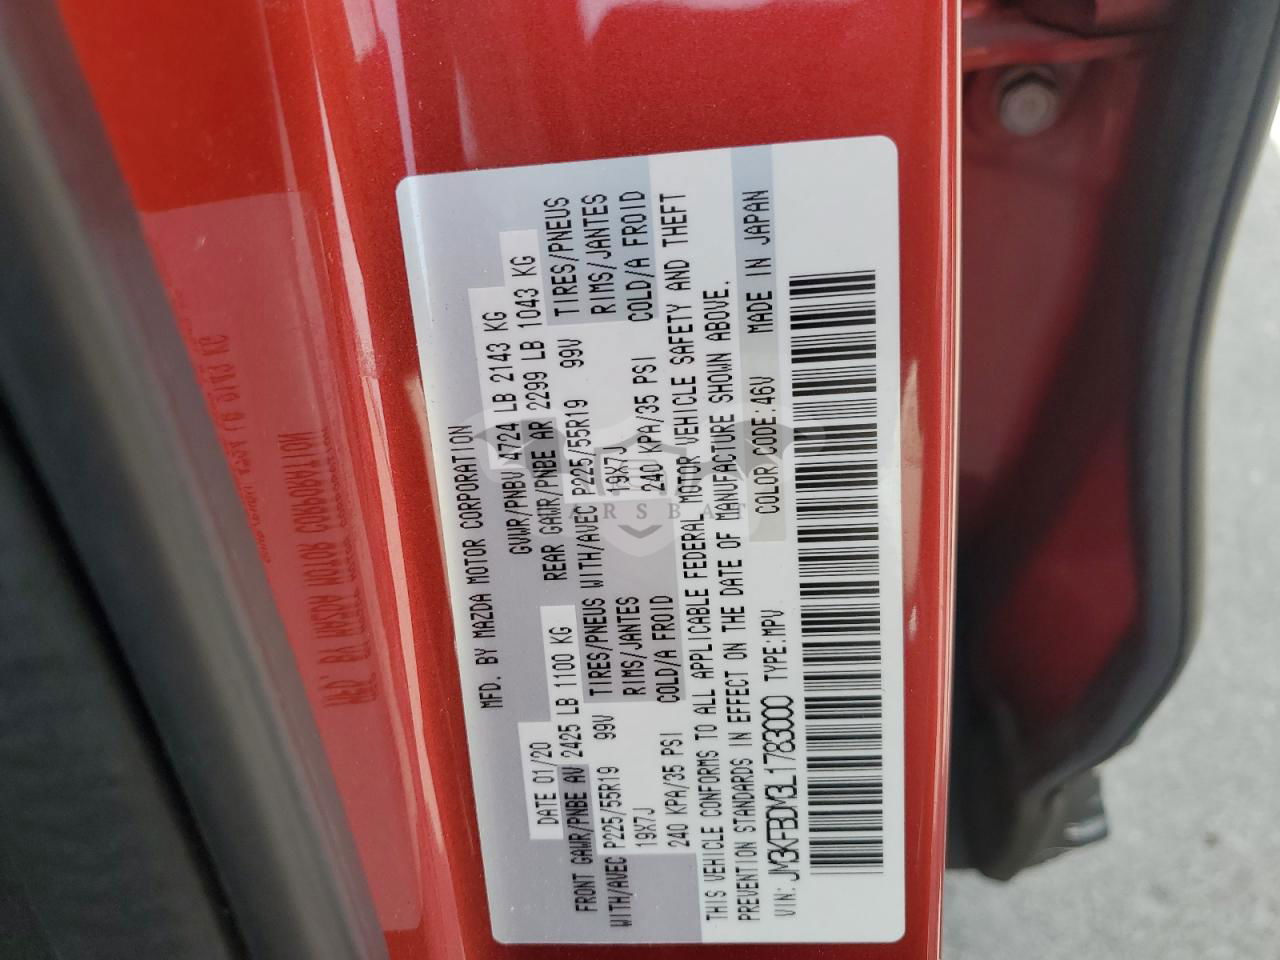 MFD. BY MAZDA MOTOR CORPORATION
DATE 01/20 GVWR/PNBV 4724 LB 2143 KG
FRONT GAWR/PNBE AV 2425 LB 1100 KG REAR GAWR/PNBE AR 2299 LB 1043 KG
WITH/AVEC P225/55R19 99V TIRES/PNEUS WITH/AVEC P225/55R19 99V TIRES/PNEUS
19X7J RIMS/JANTES 19X7J RIMS/JANTES
240 KPA/35 PSI COLD/A FROID 240 KPA/35 PSI COLD/A FROID
THIS VEHICLE CONFORMS TO ALL APPLICABLE FEDERAL MOTOR VEHICLE SAFETY AND THEFT
PREVENTION STANDARDS IN EFFECT ON THE DATE OF MANUFACTURE SHOWN ABOVE.
VIN: JM3KFBDM3L1783000 TYPE:MPV COLOR CODE:46V MADE IN JAPAN
CARSBAT